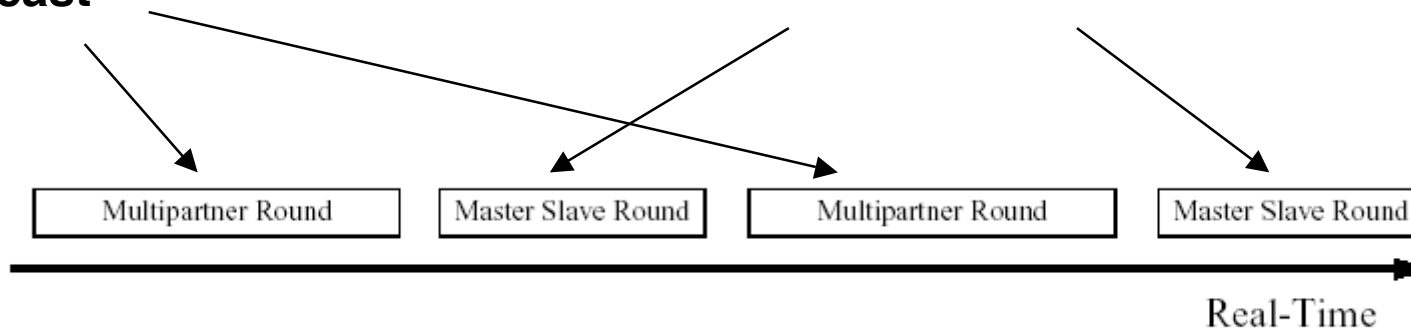 Multipartner Round
Master Slave Round
Multipartner Round
Master Slave Round
Real-Time